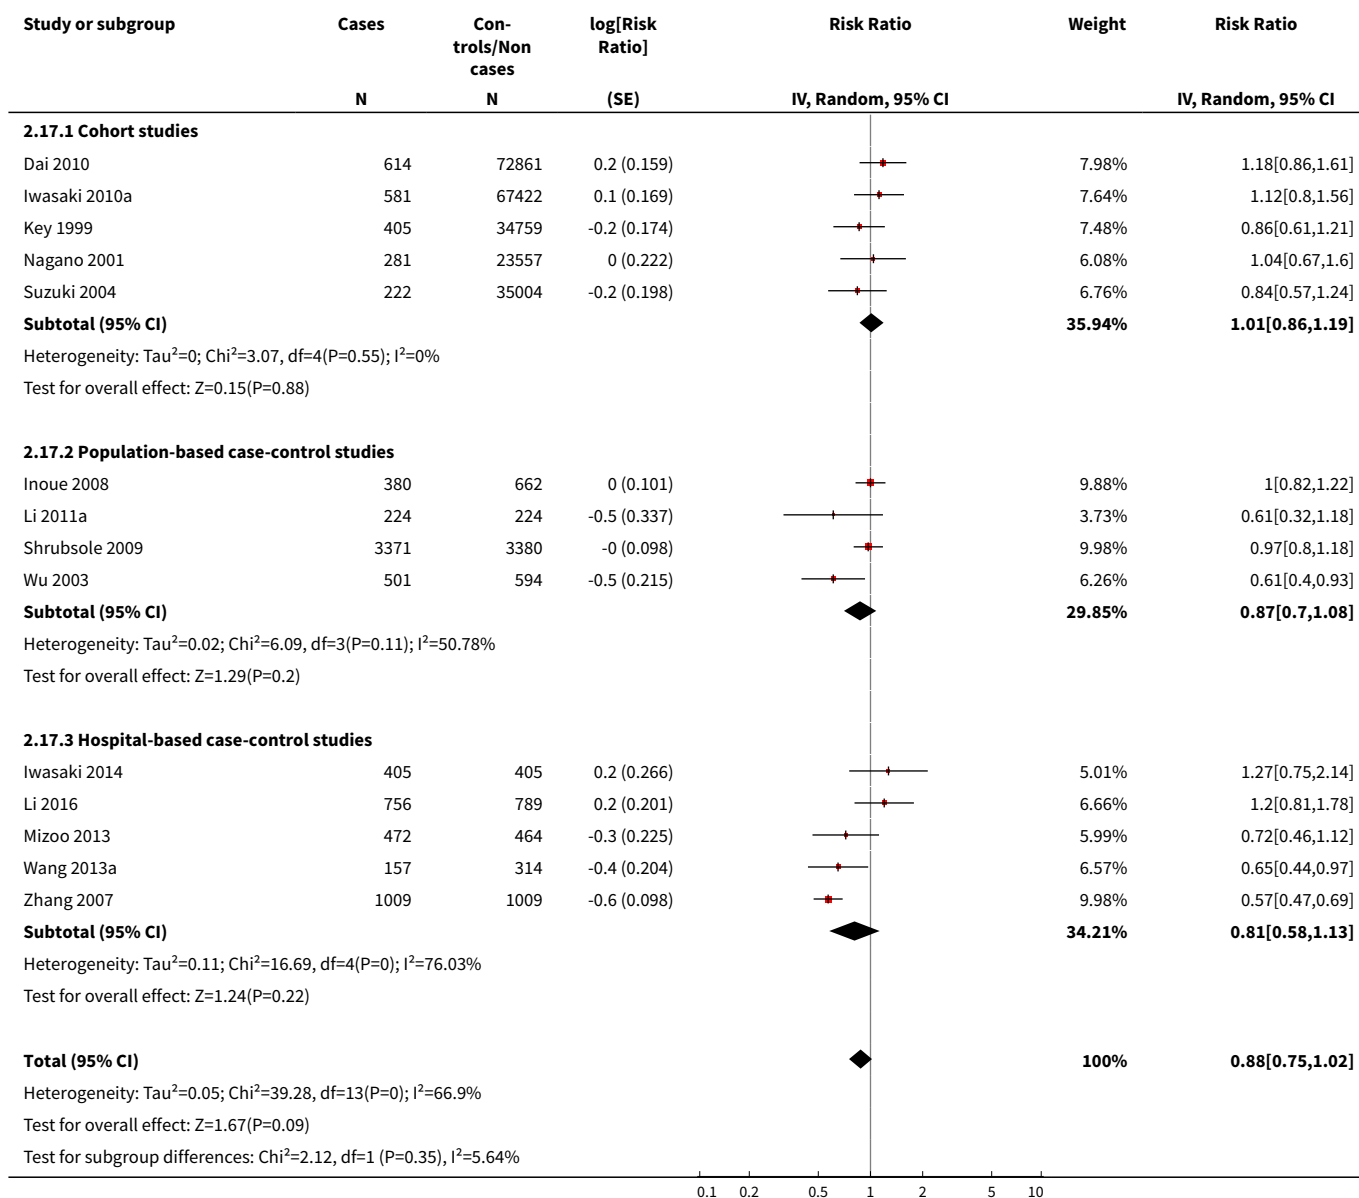 Study or subgroup Cases Con-trols/Non cases log[Risk Ratio] Risk Ratio Weight Risk Ratio
N N (SE) IV, Random, 95% CI IV, Random, 95% CI
2.17.1 Cohort studies
Dai 2010 614 72861 0.2 (0.159) 7.98% 1.18[0.86,1.61]
Iwasaki 2010a 581 67422 0.1 (0.169) 7.64% 1.12[0.8,1.56]
Key 1999 405 34759 -0.2 (0.174) 7.48% 0.86[0.61,1.21]
Nagano 2001 281 23557 0 (0.222) 6.08% 1.04[0.67,1.6]
Suzuki 2004 222 35004 -0.2 (0.198) 6.76% 0.84[0.57,1.24]
Subtotal (95% CI) 35.94% 1.01[0.86,1.19]
Heterogeneity: Tau²=0; Chi²=3.07, df=4(P=0.55); I²=0%
Test for overall effect: Z=0.15(P=0.88)
2.17.2 Population-based case-control studies
Inoue 2008 380 662 0 (0.101) 9.88% 1[0.82,1.22]
Li 2011a 224 224 -0.5 (0.337) 3.73% 0.61[0.32,1.18]
Shrubsole 2009 3371 3380 -0 (0.098) 9.98% 0.97[0.8,1.18]
Wu 2003 501 594 -0.5 (0.215) 6.26% 0.61[0.4,0.93]
Subtotal (95% CI) 29.85% 0.87[0.7,1.08]
Heterogeneity: Tau²=0.02; Chi²=6.09, df=3(P=0.11); I²=50.78%
Test for overall effect: Z=1.29(P=0.2)
2.17.3 Hospital-based case-control studies
Iwasaki 2014 405 405 0.2 (0.266) 5.01% 1.27[0.75,2.14]
Li 2016 756 789 0.2 (0.201) 6.66% 1.2[0.81,1.78]
Mizoo 2013 472 464 -0.3 (0.225) 5.99% 0.72[0.46,1.12]
Wang 2013a 157 314 -0.4 (0.204) 6.57% 0.65[0.44,0.97]
Zhang 2007 1009 1009 -0.6 (0.098) 9.98% 0.57[0.47,0.69]
Subtotal (95% CI) 34.21% 0.81[0.58,1.13]
Heterogeneity: Tau²=0.11; Chi²=16.69, df=4(P=0); I²=76.03%
Test for overall effect: Z=1.24(P=0.22)
Total (95% CI) 100% 0.88[0.75,1.02]
Heterogeneity: Tau²=0.05; Chi²=39.28, df=13(P=0); I²=66.9%
Test for overall effect: Z=1.67(P=0.09)
Test for subgroup differences: Chi²=2.12, df=1 (P=0.35), I²=5.64%
0.1 0.2 0.5 1 2 5 10